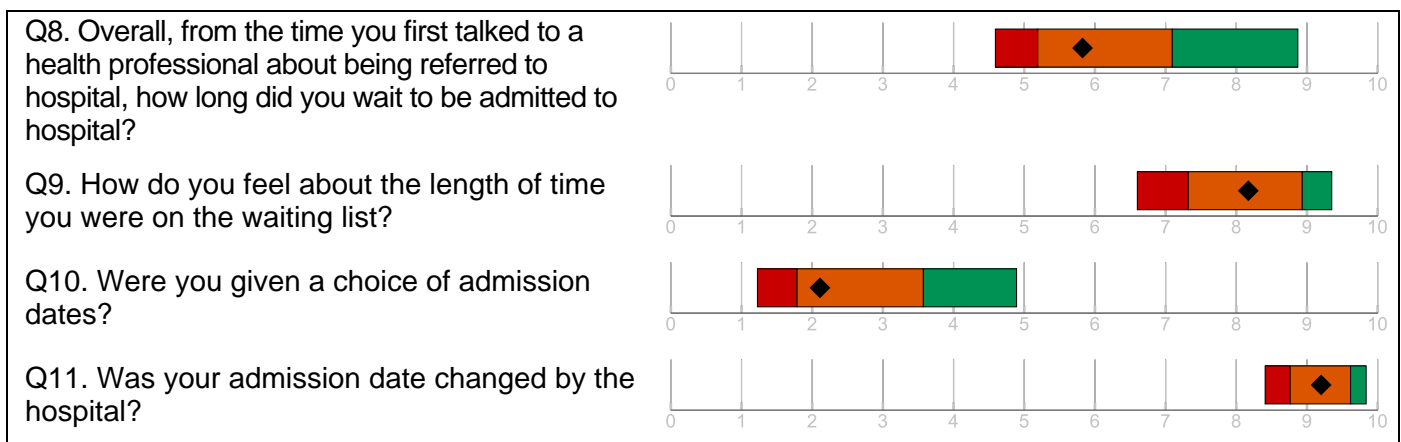 Q8. Overall, from the time you first talked to a
health professional about being referred to
hospital, how long did you wait to be admitted to
hospital?
0 1 2 3 4 5 6 7 8 9 10
Q9. How do you feel about the length of time
you were on the waiting list?
0 1 2 3 4 5 6 7 8 9 10
Q10. Were you given a choice of admission
dates?
0 1 2 3 4 5 6 7 8 9 10
Q11. Was your admission date changed by the
hospital?
0 1 2 3 4 5 6 7 8 9 10